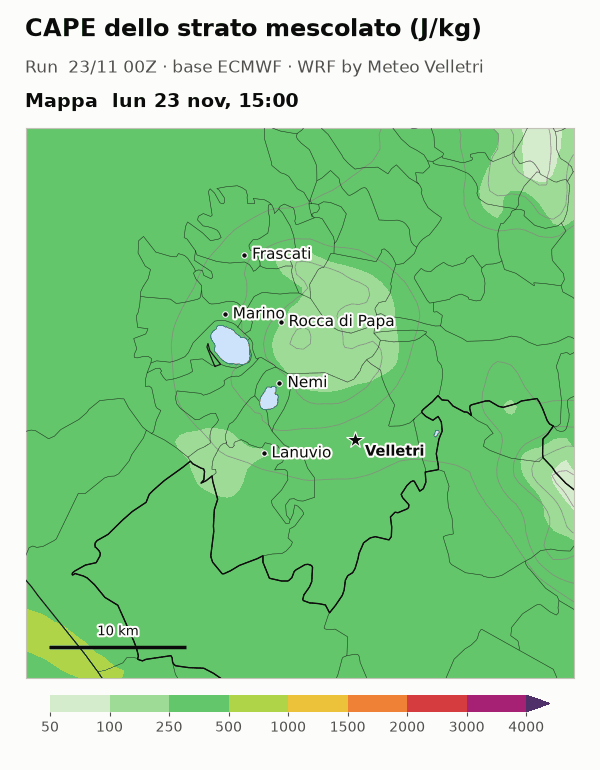 CAPE dello strato mescolato (J/kg)
Run  23/11 00Z · base ECMWF · WRF by Meteo Velletri
Mappa  lun 23 nov, 15:00
Frascati
Marino
Rocca di Papa
Nemi
Velletri
Lanuvio
10 km
50 100 250 500 1000 1500 2000 3000 4000